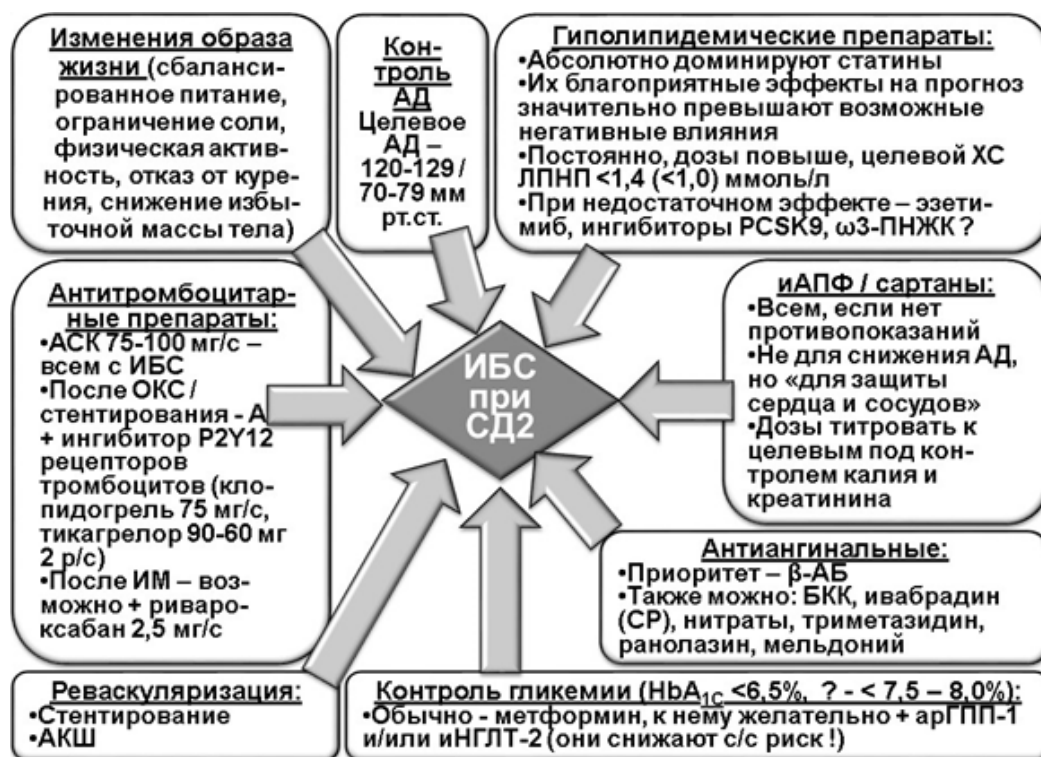 Изменения образа
жизни (сбаланси-
рованное питание,
ограничение соли,
физическая актив-
ность, отказ от куре-
ния, снижение избы-
точной массы тела)
Кон-
троль
АД
Целевое
АД –
120-129 /
70-79 мм
рт.ст.
Гиполипидемические препараты:
•Абсолютно доминируют статины
•Их благоприятные эффекты на прогноз
значительно превышают возможные
негативные влияния
•Постоянно, дозы повыше, целевой ХС
ЛПНП <1,4 (<1,0) ммоль/л
•При недостаточном эффекте – эзети-
миб, ингибиторы PCSK9, ω3-ПНЖК ?
Антитромбоцитар-
ные препараты:
•АСК 75-100 мг/с –
всем с ИБС
•После ОКС /
стентирования - А
+ ингибитор P2Y12
рецепторов
тромбоцитов (кло-
пидогрель 75 мг/с,
тикагрелор 90-60 мг
2 р/с)
•После ИМ – воз-
можно + риваро-
ксабан 2,5 мг/с
ИБС
при
СД2
иАПФ / сартаны:
•Всем, если нет
противопоказаний
•Не для снижения АД,
но «для защиты
сердца и сосудов»
•Дозы титровать к
целевым под кон-
тролем калия и
креатинина
Антиангинальные:
•Приоритет – β-АБ
•Также можно: БКК, ивабрадин
(СР), нитраты, триметазидин,
ранолазин, мельдоний
Реваскуляризация:
•Стентирование
•АКШ
Контроль гликемии (HbA1C <6,5%, ? - < 7,5 – 8,0%):
•Обычно - метформин, к нему желательно + арГПП-1
и/или иНГЛТ-2 (они снижают с/с риск !)